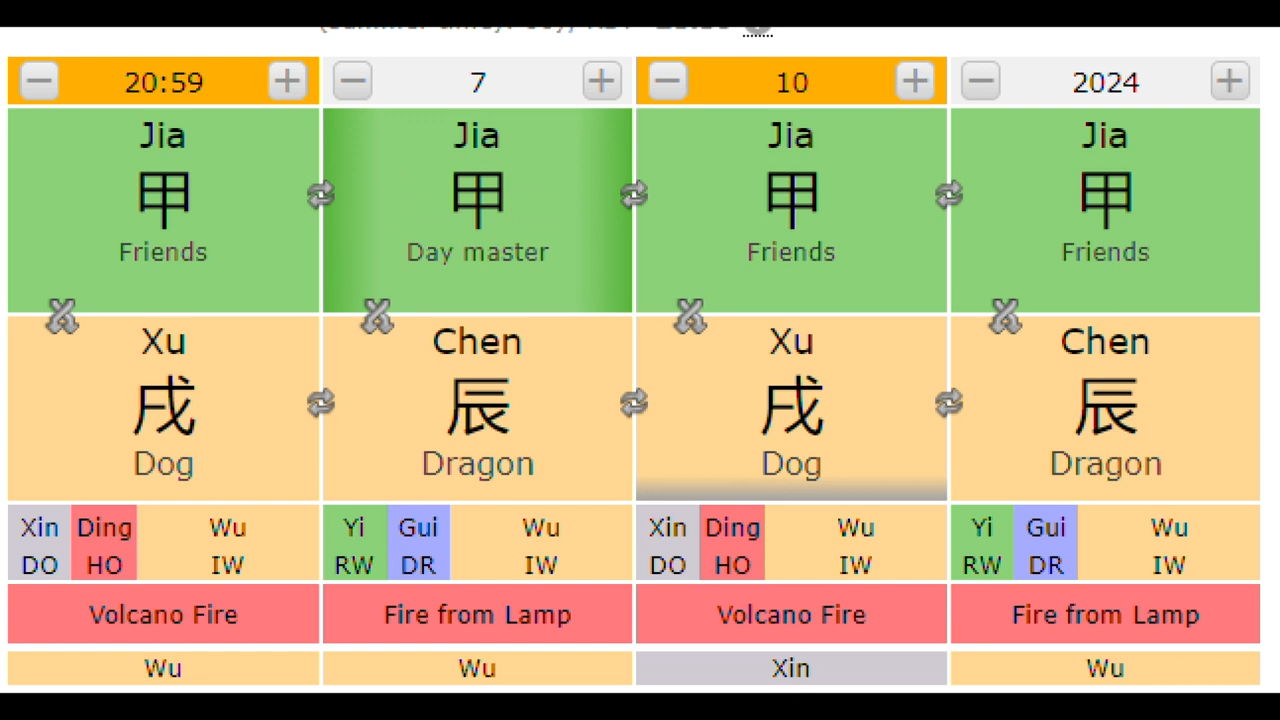 20:59 7 10 2024
Jia Jia Jia Jia
甲 甲 甲 甲
Friends Day master Friends Friends
Xu Chen Xu Chen
戌 辰 戌 辰
Dog Dragon Dog Dragon
Xin Ding Wu Yi Gui Wu Xin Ding Wu Yi Gui Wu
DO HO IW RW DR IW DO HO IW RW DR IW
Volcano Fire Fire from Lamp Volcano Fire Fire from Lamp
Wu Wu Xin Wu